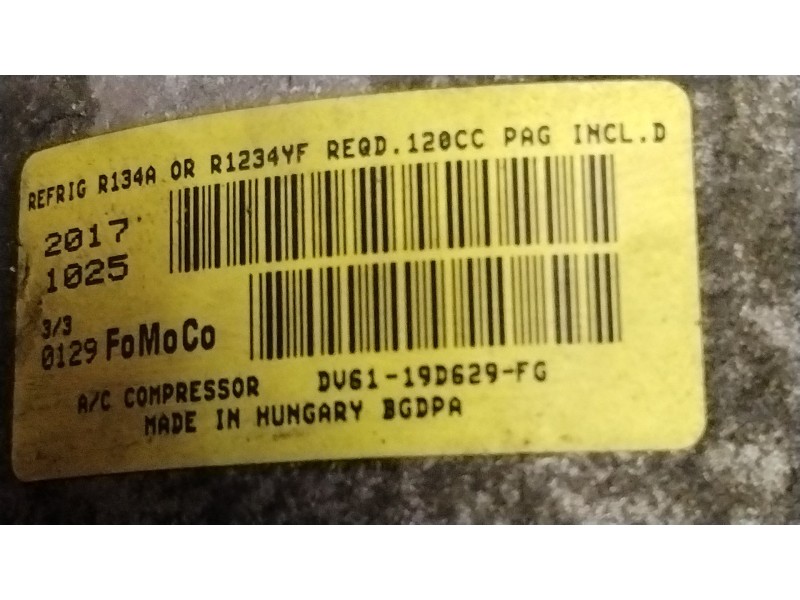 REFRIG R134A OR R1234YF REQD.120CC PAG INCL.D
2017
1025
3/3
0129 FoMoCo
A/C COMPRESSOR DV61-19D629-FG
MADE IN HUNGARY BGDPA